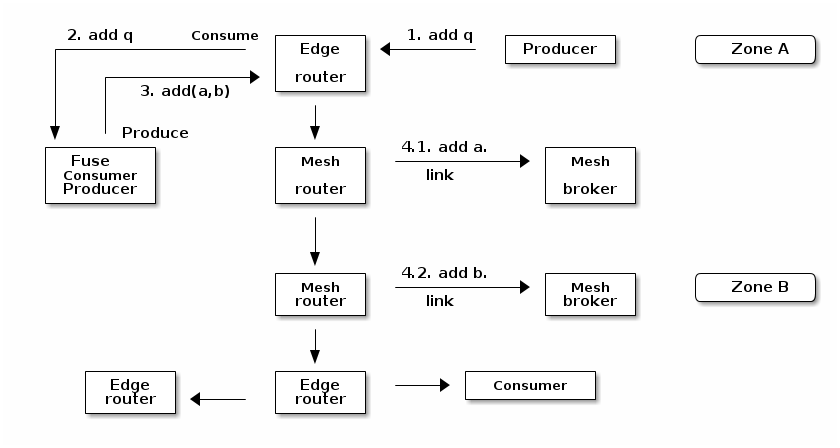 2. add q
Consume
1. add q
Edge
router
Producer
Zone A
3. add(a,b)
Produce
Fuse
Consumer
Producer
Mesh
router
4.1. add a.
link
Mesh
broker
Mesh
router
4.2. add b.
link
Mesh
broker
Zone B
Edge
router
Edge
router
Consumer